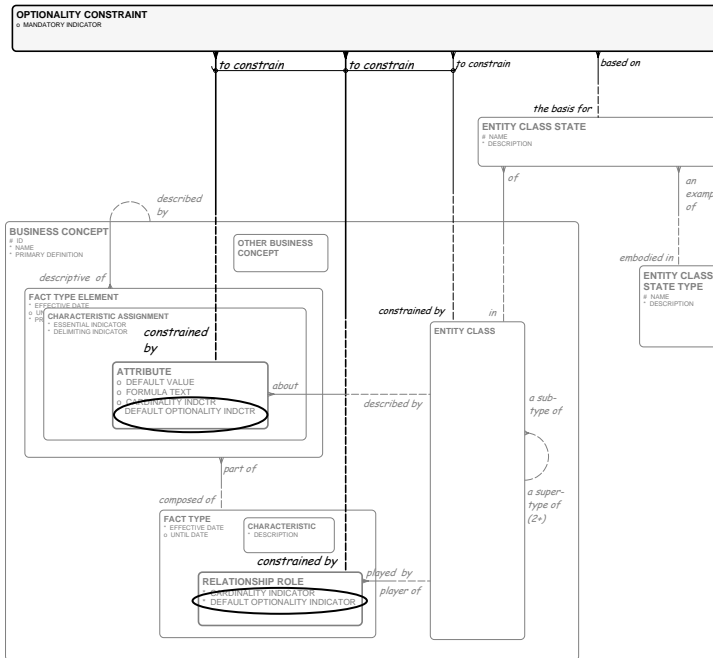 OPTIONALITY CONSTRAINT
o MANDATORY INDICATOR
to constrain
to constrain
to constrain
based on
the basis for
ENTITY CLASS STATE
# NAME
* DESCRIPTION
of
an
examp
of
described
by
BUSINESS CONCEPT
# ID
* NAME
* PRIMARY DEFINITION
OTHER BUSINESS
CONCEPT
descriptive of
embodied in
ENTITY CLASS
STATE TYPE
# NAME
* DESCRIPTION
FACT TYPE ELEMENT
* EFFECTIVE DATE
o UN
* PR
CHARACTERISTIC ASSIGNMENT
* ESSENTIAL INDICATOR
* DELIMITING INDICATOR
constrained
by
constrained by
in
ENTITY CLASS
ATTRIBUTE
o DEFAULT VALUE
o FORMULA TEXT
o CARDINALITY INDCTR
DEFAULT OPTIONALITY INDCTR
about
described by
a sub-
type of
a super-
type of
(2+)
part of
composed of
FACT TYPE
* EFFECTIVE DATE
o UNTIL DATE
CHARACTERISTIC
* DESCRIPTION
constrained by
RELATIONSHIP ROLE
* CARDINALITY INDICATOR
* DEFAULT OPTIONALITY INDICATOR
played by
player of